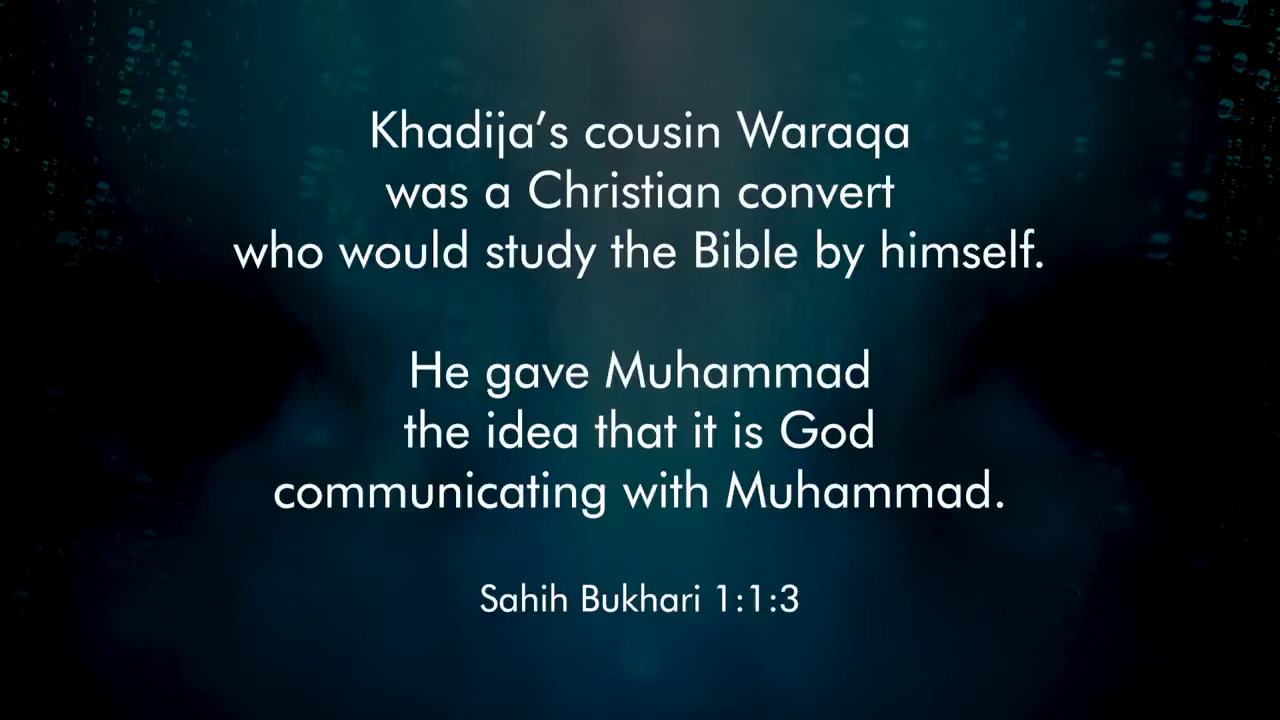 Khadija’s cousin Waraqa
was a Christian convert
who would study the Bible by himself.
He gave Muhammad
the idea that it is God
communicating with Muhammad.
Sahih Bukhari 1:1:3